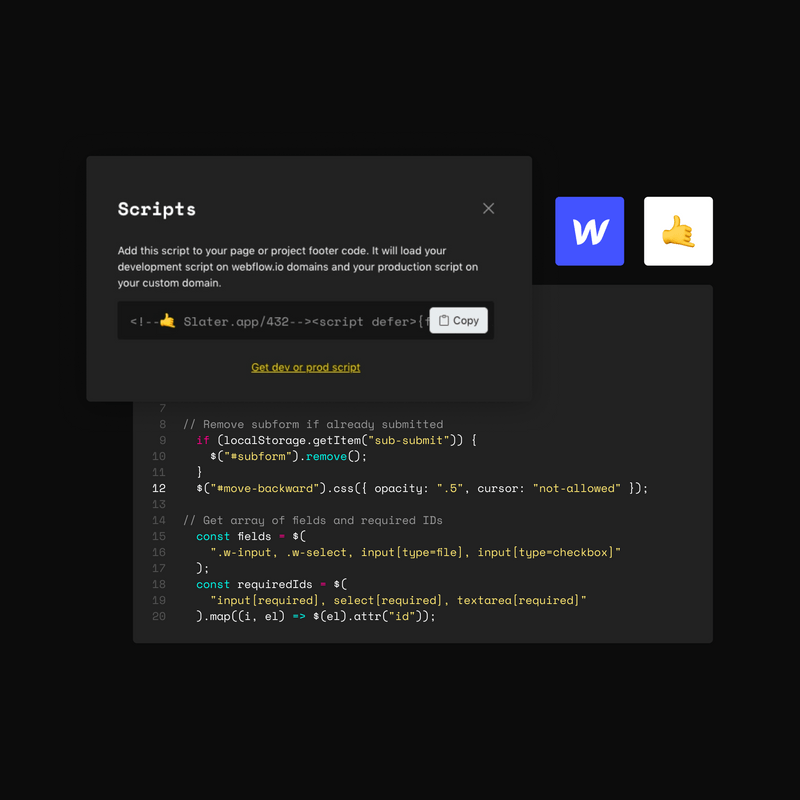 Scripts
Add this script to your page or project footer code. It will load your
development script on webflow.io domains and your production script on
your custom domain.
<!--🤙 Slater.app/432--><script defer>{
Copy
Get dev or prod script
W
7
8 // Remove subform if already submitted
9 if (localStorage.getItem("sub-submit")) {
10 $("#subform").remove();
11 }
12 $("#move-backward").css({ opacity: ".5", cursor: "not-allowed" });
13
14 // Get array of fields and required IDs
15 const fields = $(
16 ".w-input, .w-select, input[type=file], input[type=checkbox]"
17 );
18 const requiredIds = $(
19 "input[required], select[required], textarea[required]"
20 ).map((i, el) => $(el).attr("id"));